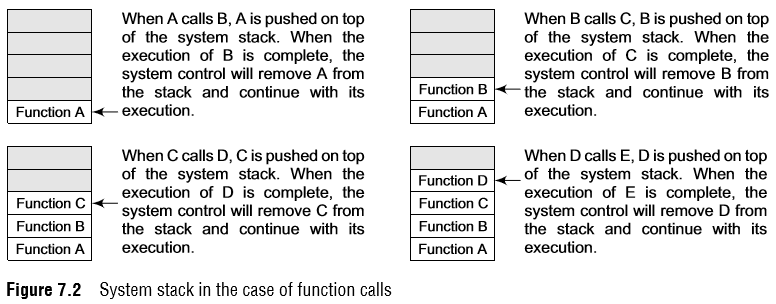 When A calls B, A is pushed on top
of the system stack. When the
execution of B is complete, the
system control will remove A from
the stack and continue with its
execution.
Function A
When B calls C, B is pushed on top
of the system stack. When the
execution of C is complete, the
system control will remove B from
the stack and continue with its
execution.
Function B
Function A
When C calls D, C is pushed on top
of the system stack. When the
execution of D is complete, the
system control will remove C from
the stack and continue with its
execution.
Function C
Function B
Function A
When D calls E, D is pushed on top
of the system stack. When the
execution of E is complete, the
system control will remove D from
the stack and continue with its
execution.
Function D
Function C
Function B
Function A
Figure 7.2 System stack in the case of function calls